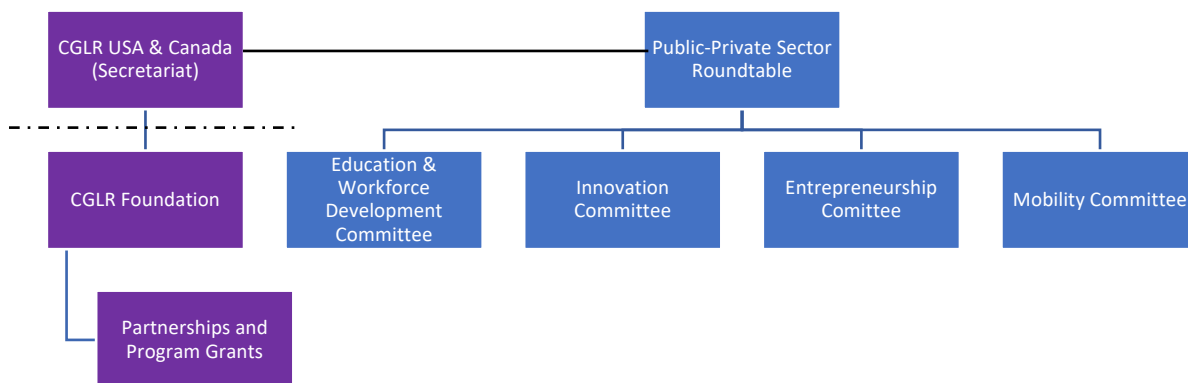 CGLR USA & Canada
(Secretariat)
Public-Private Sector
Roundtable
CGLR Foundation
Education &
Workforce
Development
Committee
Innovation
Committee
Entrepreneurship
Comittee
Mobility Committee
Partnerships and
Program Grants